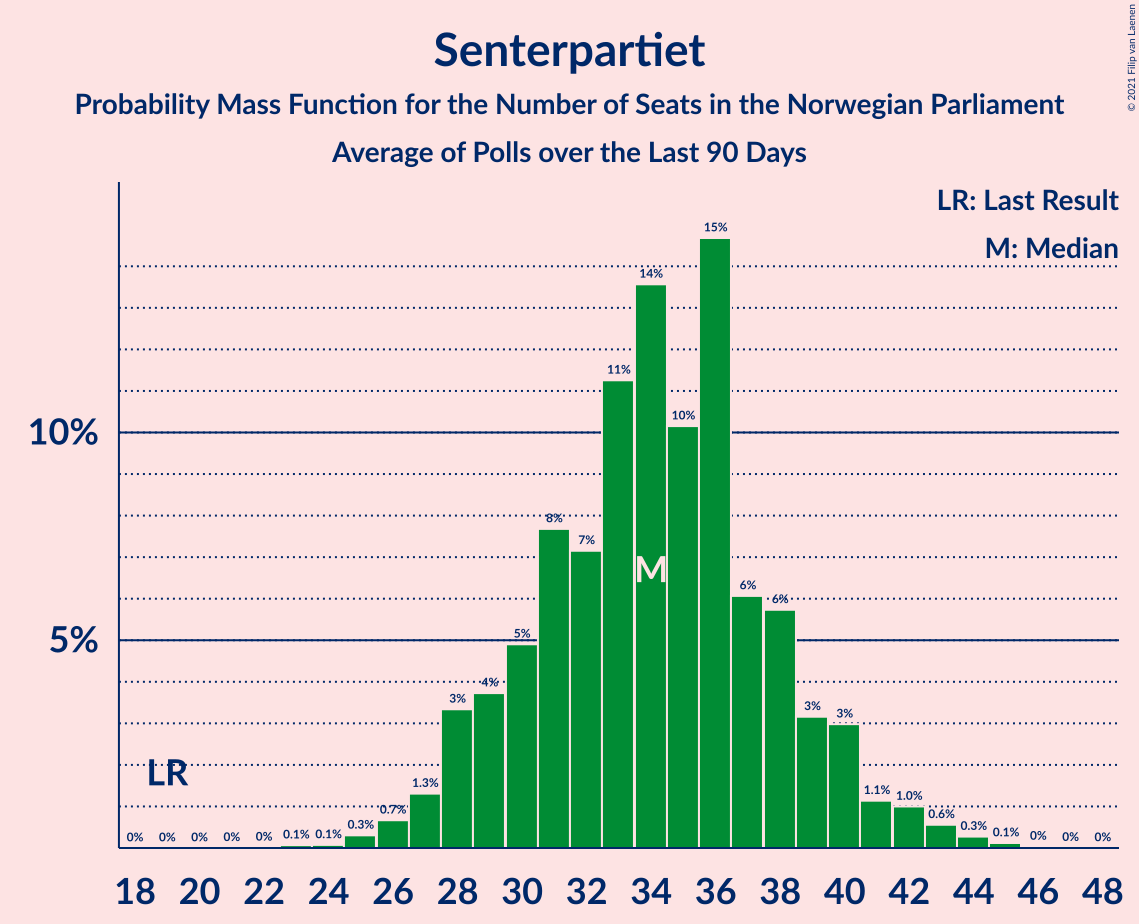 Senterpartiet
Probability Mass Function for the Number of Seats in the Norwegian Parliament
Average of Polls over the Last 90 Days
© 2021 Filip van Laenen
LR: Last Result
M: Median
10%
5%
LR
M
0% 0% 0% 0% 0% 0.1% 0.1% 0.3% 0.7% 1.3% 3% 4% 5% 8% 7% 11% 14% 10% 15% 6% 6% 3% 3% 1.1% 1.0% 0.6% 0.3% 0.1% 0% 0% 0%
18 20 22 24 26 28 30 32 34 36 38 40 42 44 46 48